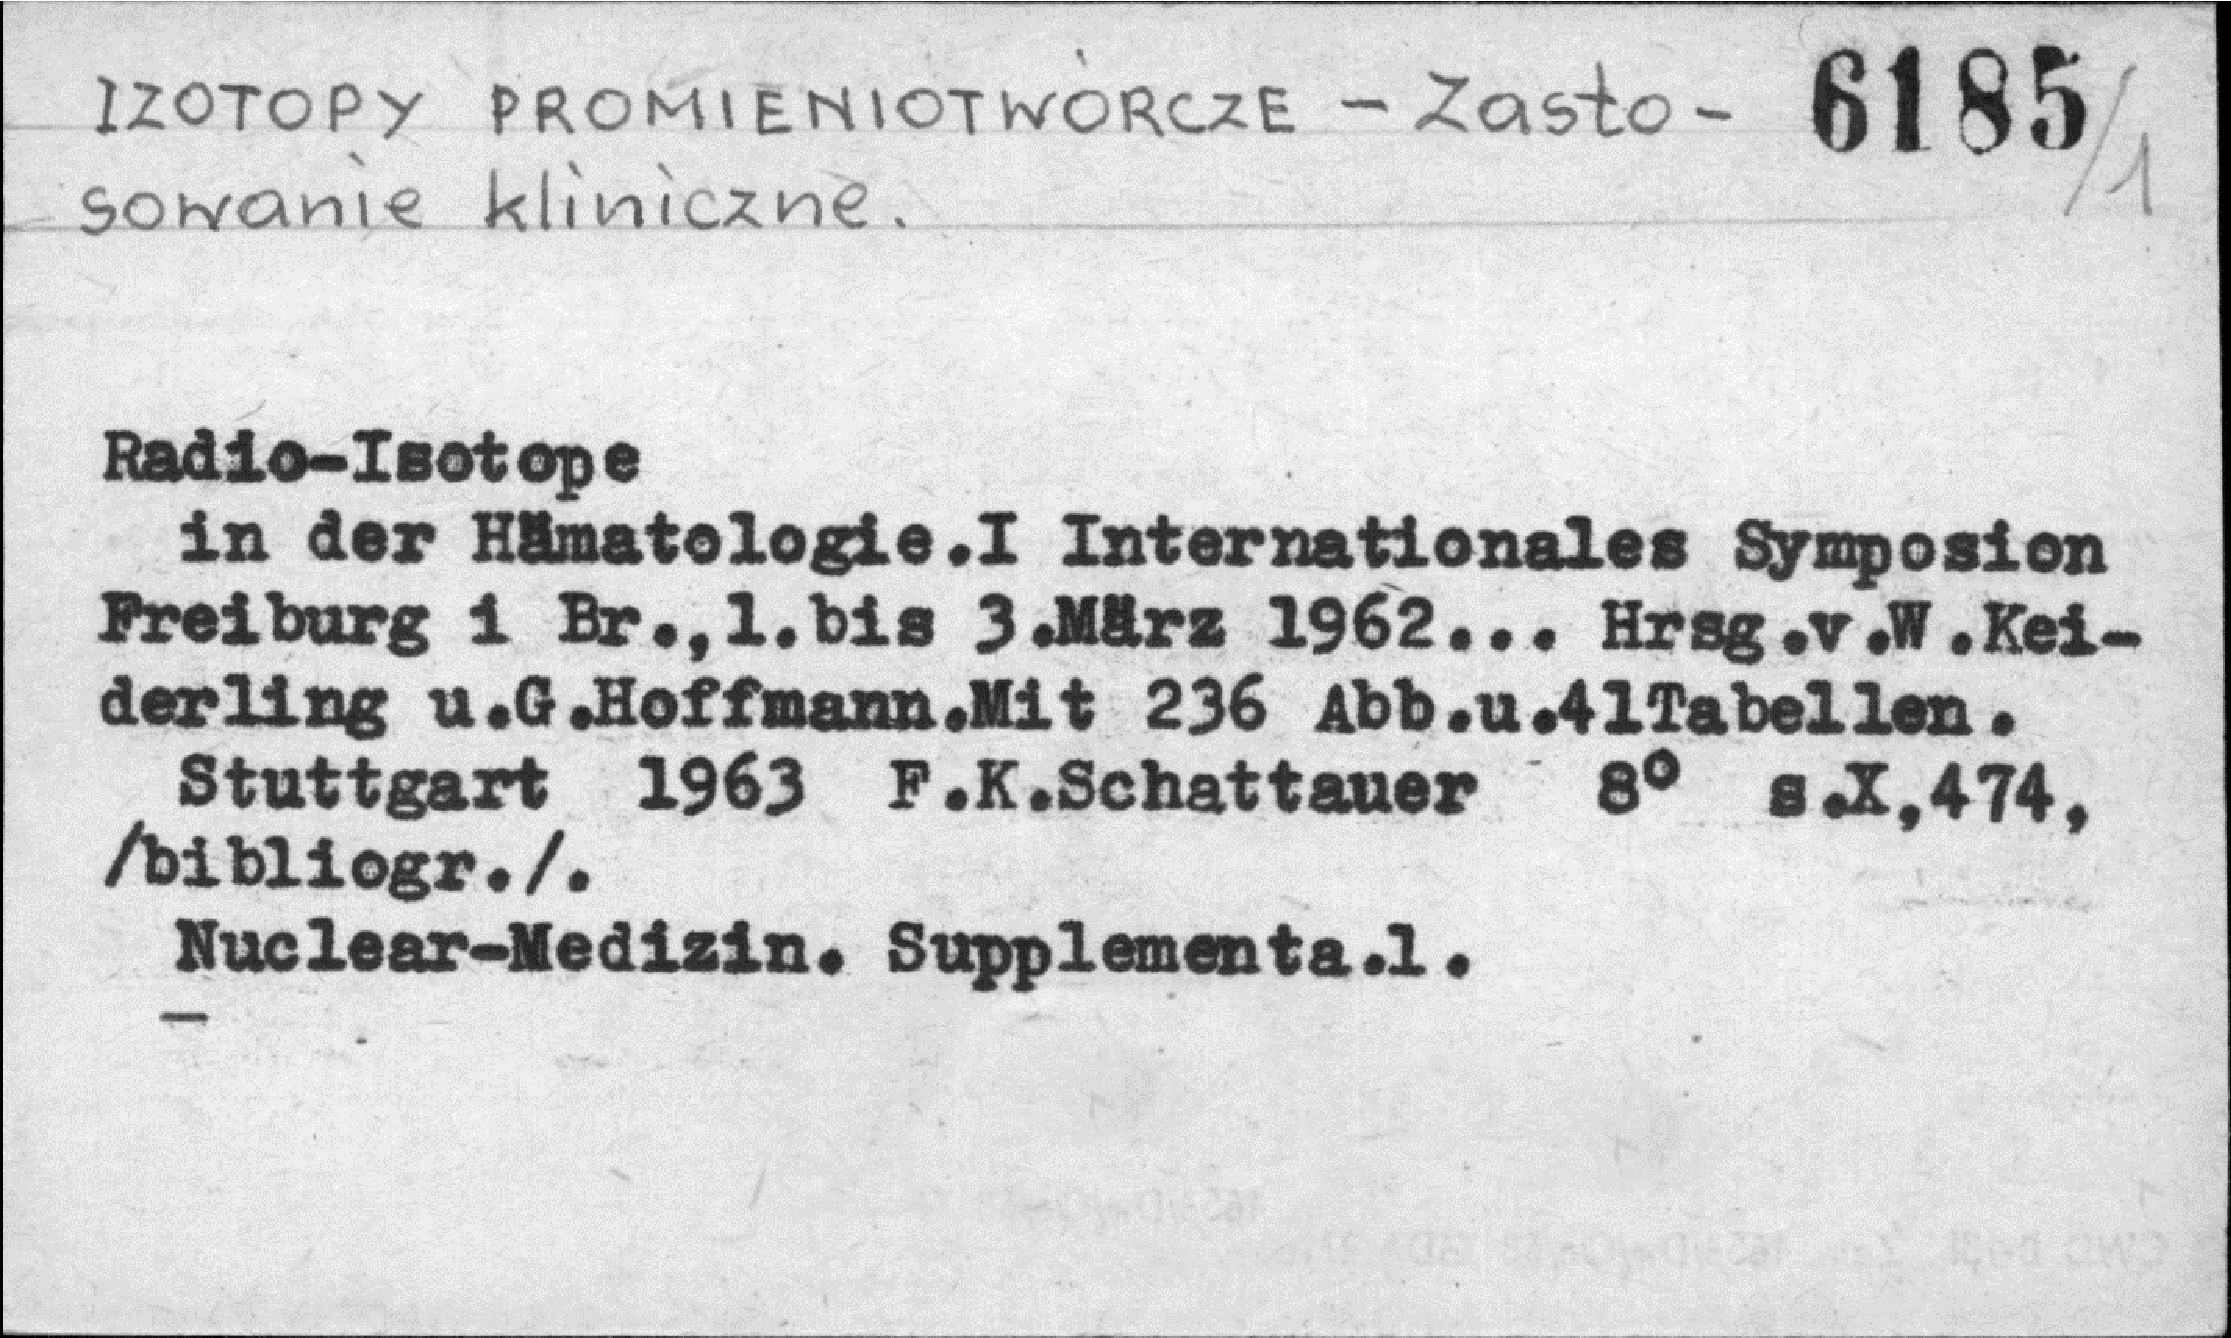 IZOTOPY PROMIENIOTWÓRCZE - Zasto- 6185/1
sowanie kliniczne.
Radio-Isotope
in der Hämatologie.I Internationales Symposion
Freiburg i Br.,1.bis 3.März 1962... Hrsg.v.W.Kei-
derling u.G.Hoffmann.Mit 236 Abb.u.41Tabellen.
Stuttgart 1963 F.K.Schattauer 8° s.X,474,
/bibliogr./.
Nuclear-Medizin. Supplementa.1.